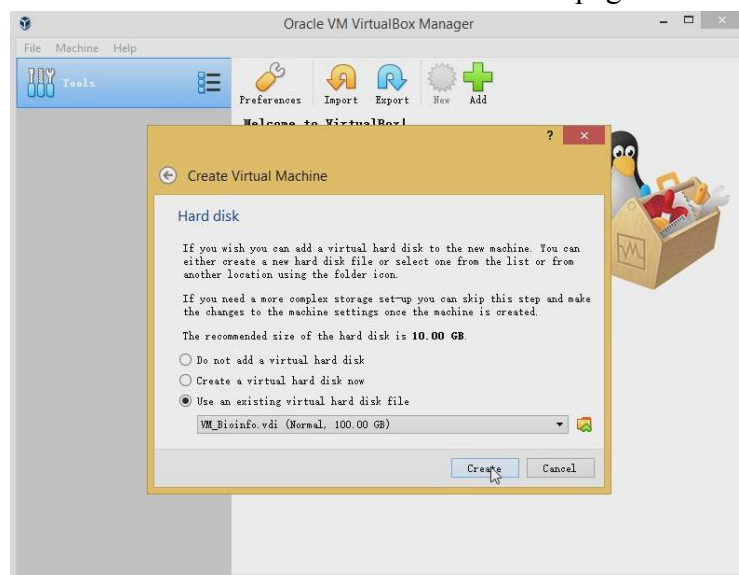 Oracle VM VirtualBox Manager
File Machine Help
Tools
Preferences Import Export New Add
Welcome to VirtualBox!
?
Create Virtual Machine
Hard disk
If you wish you can add a virtual hard disk to the new machine. You can
either create a new hard disk file or select one from the list or from
another location using the folder icon.
If you need a more complex storage set-up you can skip this step and make
the changes to the machine settings once the machine is created.
The recommended size of the hard disk is 10.00 GB.
Do not add a virtual hard disk
Create a virtual hard disk now
Use an existing virtual hard disk file
VM_Bioinfo.vdi (Normal, 100.00 GB)
Create Cancel